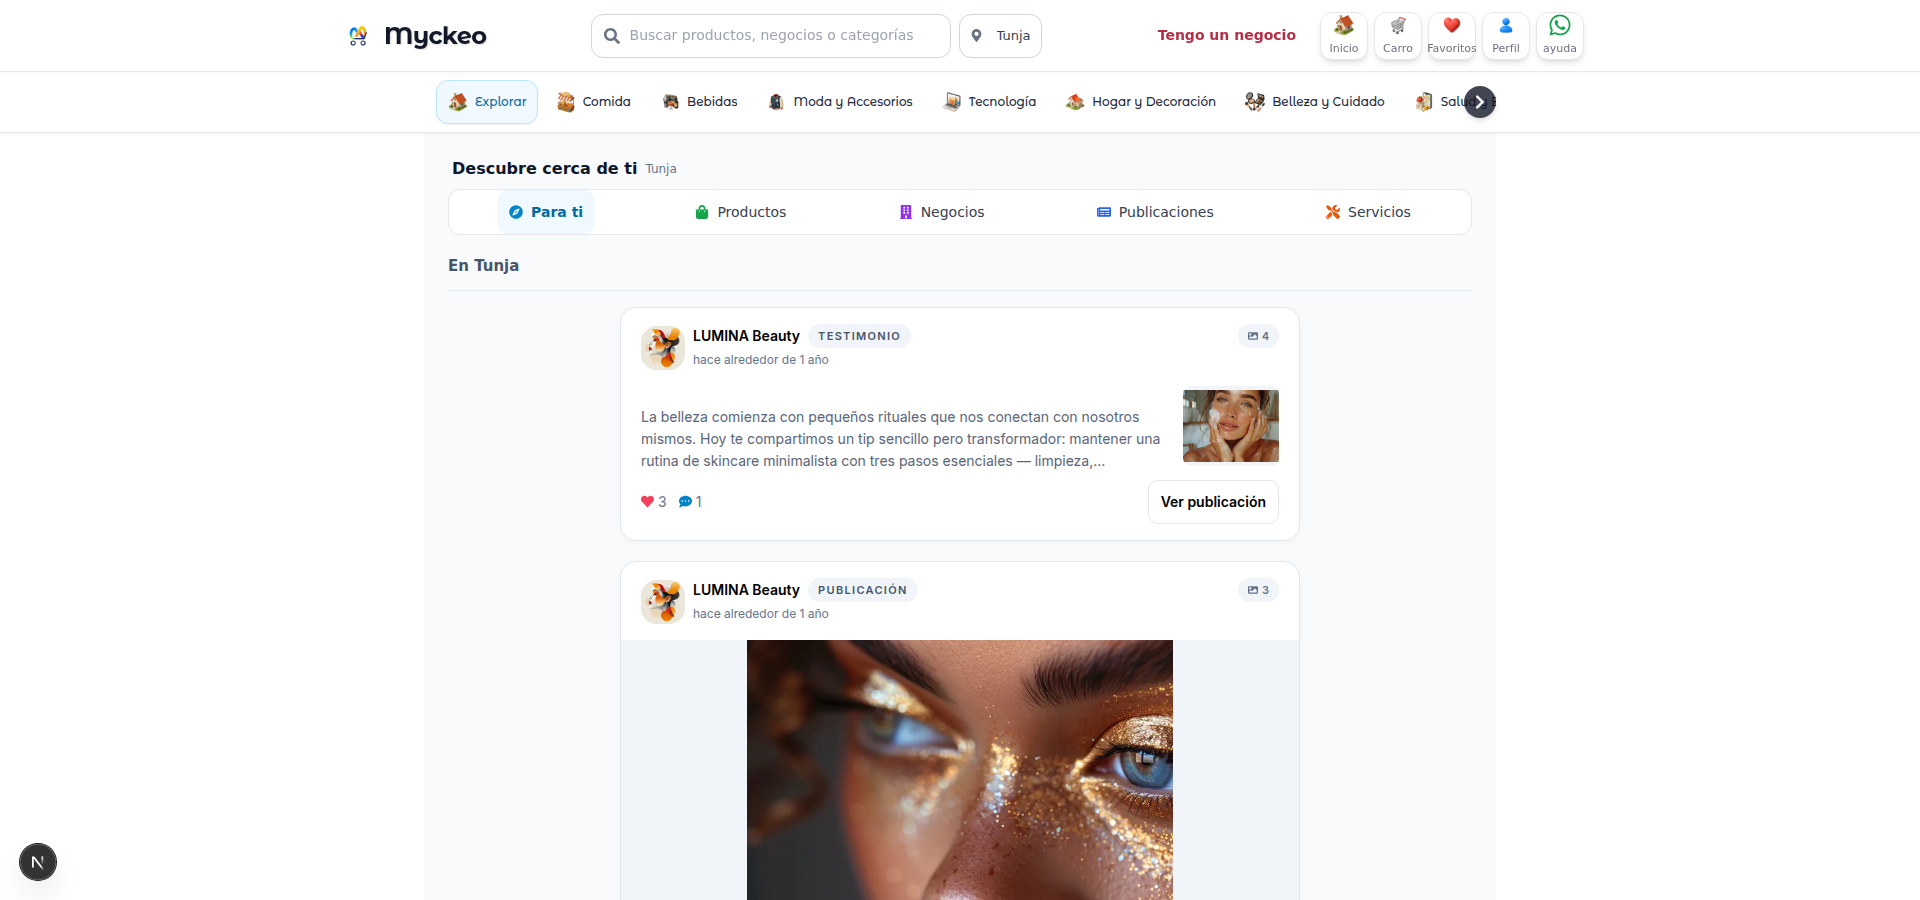 Myckeo
Buscar productos, negocios o categorías
Tunja
Tengo un negocio
Inicio
Carro
Favoritos
Perfil
ayuda
Explorar
Comida
Bebidas
Moda y Accesorios
Tecnología
Hogar y Decoración
Belleza y Cuidado
Descubre cerca de ti Tunja
Para ti
Productos
Negocios
Publicaciones
Servicios
En Tunja
LUMINA Beauty TESTIMONIO 4
hace alrededor de 1 año
La belleza comienza con pequeños rituales que nos conectan con nosotros
mismos. Hoy te compartimos un tip sencillo pero transformador: mantener una
rutina de skincare minimalista con tres pasos esenciales — limpieza,...
3 1
Ver publicación
LUMINA Beauty PUBLICACIÓN 3
hace alrededor de 1 año
N